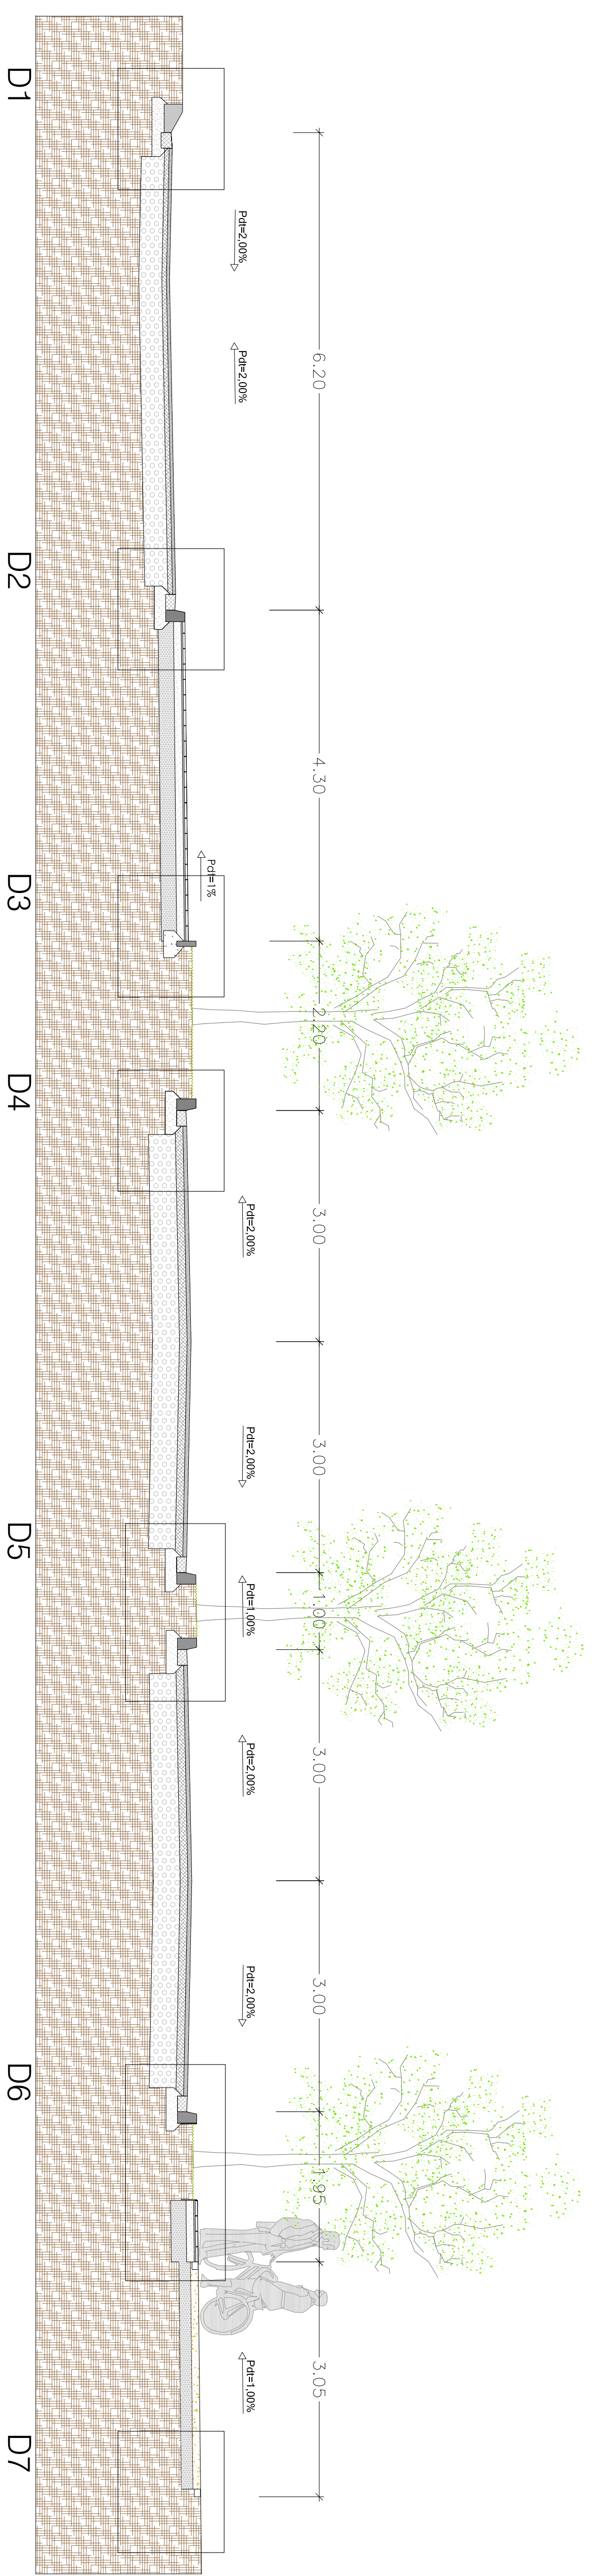 6.20
4.30
2.20
3.00
3.00
1.00
3.00
3.00
1.95
3.05
Pdt=2,00%
Pdt=2,00%
Pdt=1%
Pdt=2,00%
Pdt=2,00%
Pdt=1,00%
Pdt=2,00%
Pdt=2,00%
Pdt=1,00%
D1
D2
D3
D4
D5
D6
D7